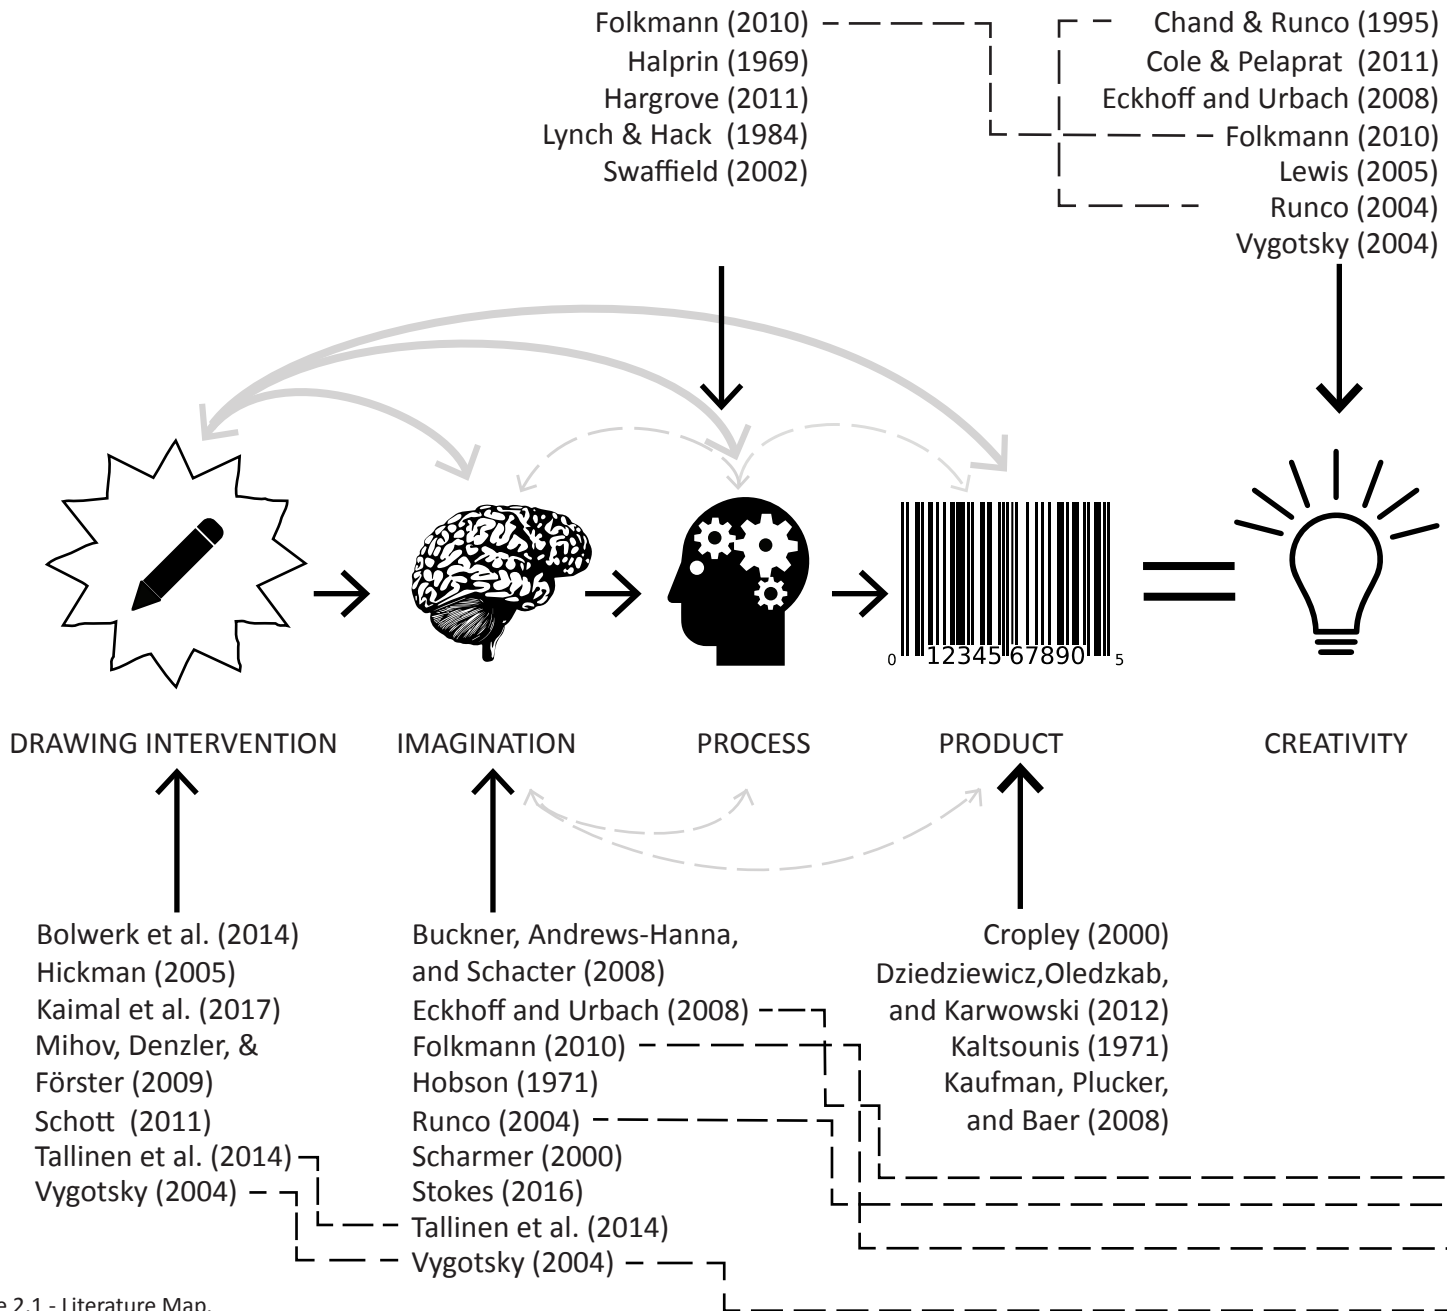 Folkmann (2010)
Halprin (1969)
Hargrove (2011)
Lynch & Hack (1984)
Swaffield (2002)
Chand & Runco (1995)
Cole & Pelaprat (2011)
Eckhoff and Urbach (2008)
Folkmann (2010)
Lewis (2005)
Runco (2004)
Vygotsky (2004)
0 12345 67890 5
DRAWING INTERVENTION
IMAGINATION
PROCESS
PRODUCT
CREATIVITY
Bolwerk et al. (2014)
Hickman (2005)
Kaimal et al. (2017)
Mihov, Denzler, &
Förster (2009)
Schott (2011)
Tallinen et al. (2014)
Vygotsky (2004)
Buckner, Andrews-Hanna,
and Schacter (2008)
Eckhoff and Urbach (2008)
Folkmann (2010)
Hobson (1971)
Runco (2004)
Scharmer (2000)
Stokes (2016)
Tallinen et al. (2014)
Vygotsky (2004)
Cropley (2000)
Dziedziewicz,Oledzkab,
and Karwowski (2012)
Kaltsounis (1971)
Kaufman, Plucker,
and Baer (2008)
e 2.1 - Literature Map.